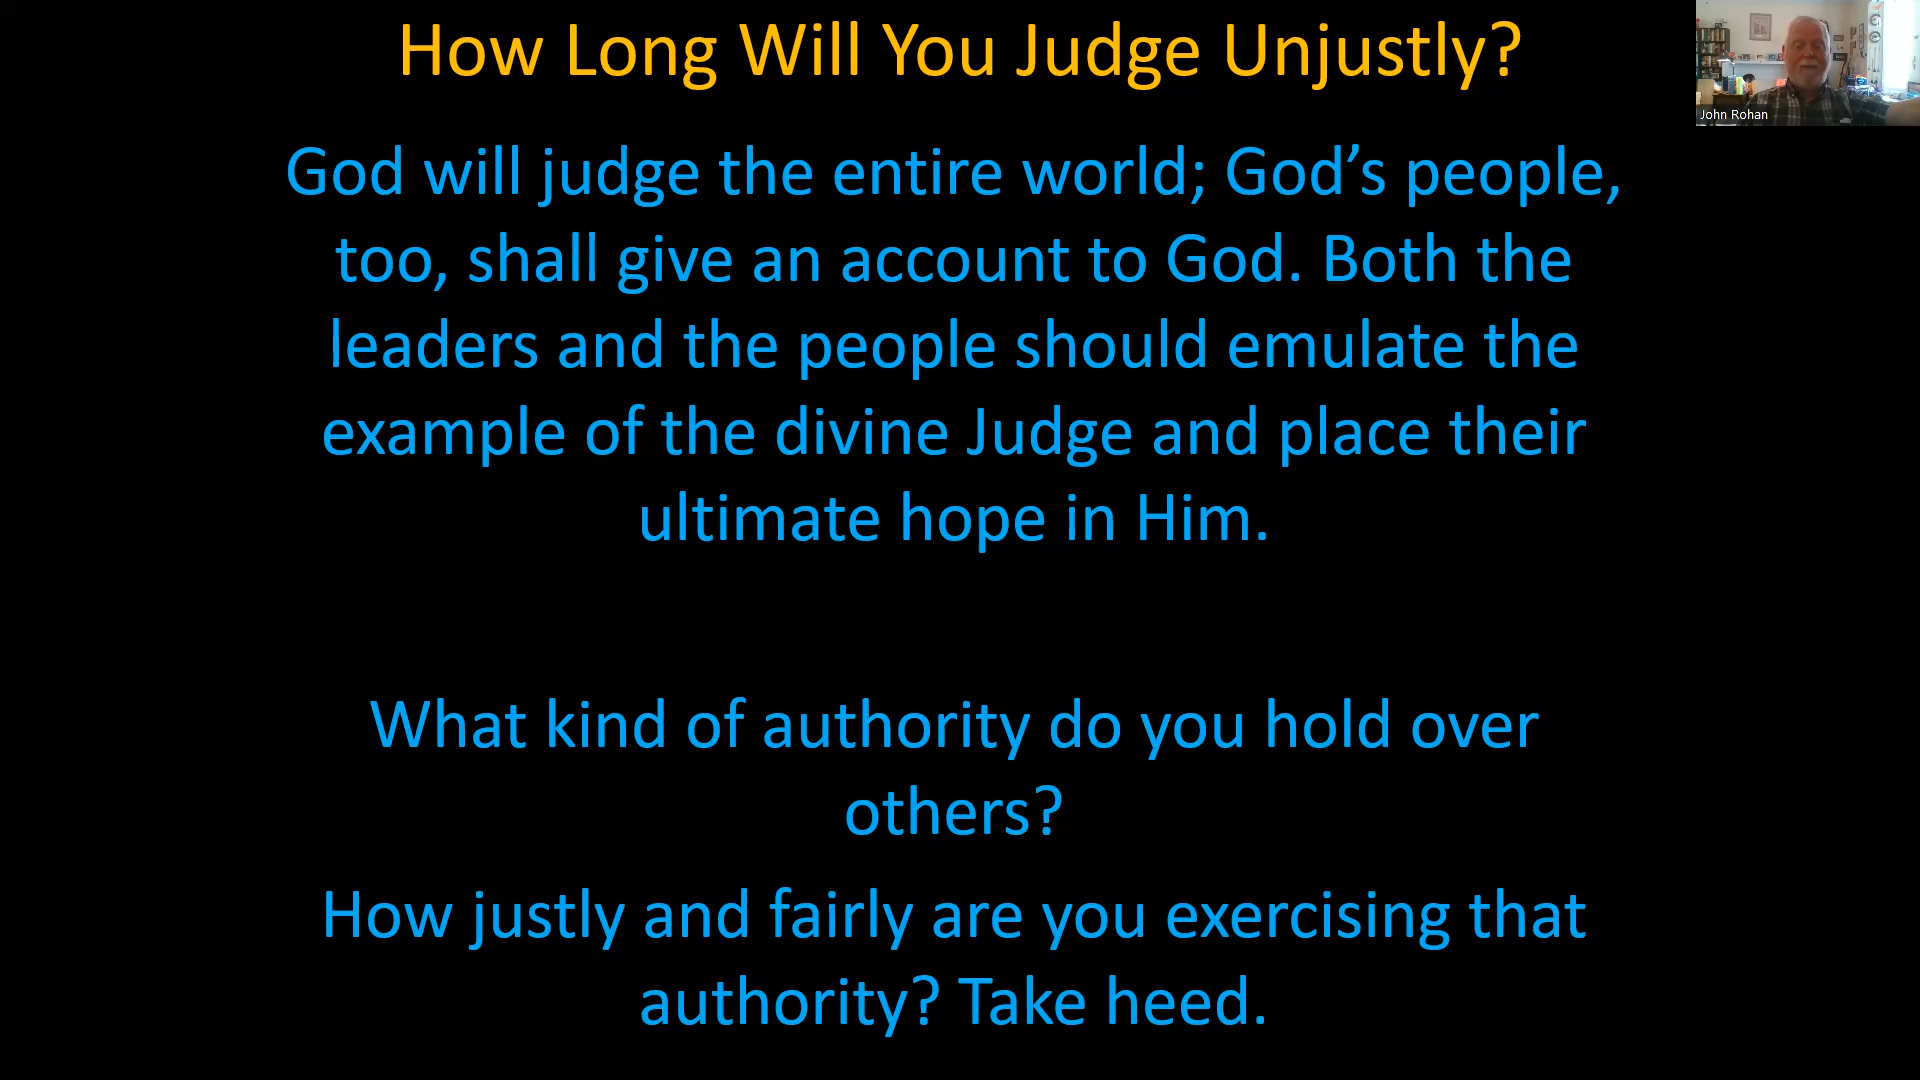 How Long Will You Judge Unjustly?
John Rohan
God will judge the entire world; God’s people,
too, shall give an account to God. Both the
leaders and the people should emulate the
example of the divine Judge and place their
ultimate hope in Him.
What kind of authority do you hold over
others?
How justly and fairly are you exercising that
authority? Take heed.